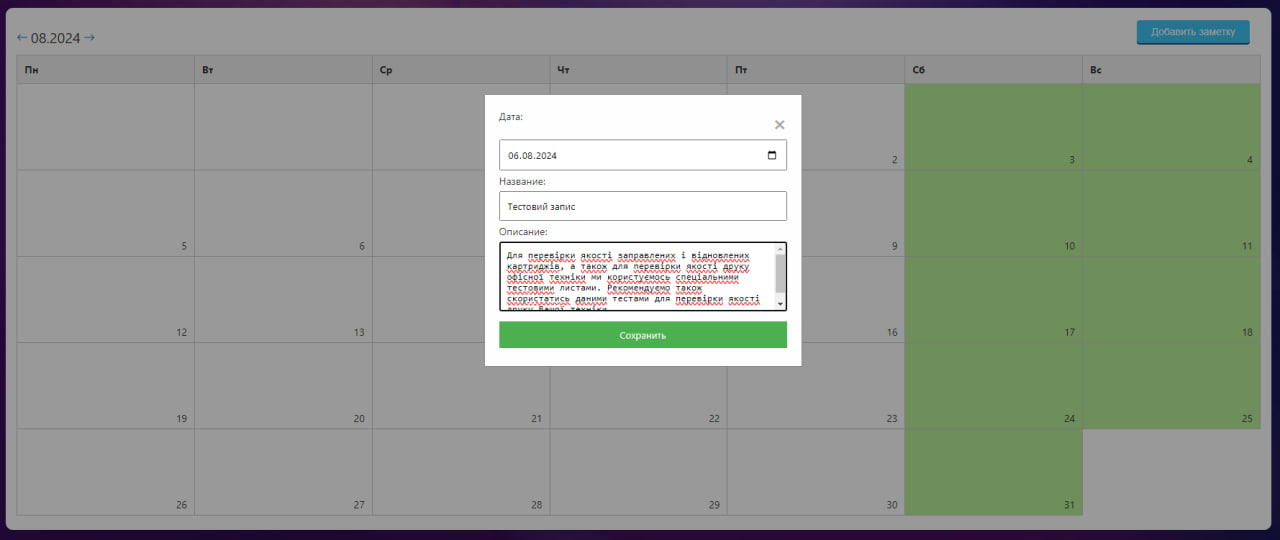 ← 08.2024 →
Добавить заметку
Пн Вт Ср Чт Пт Сб Вс
Дата:
×
06.08.2024
Название:
Тестовий запис
Описание:
Для перевірки якості заправлених і відновлених
картриджів, а також для перевірки якості друку
офісної техніки ми користуємось спеціальними
тестовими листами. Рекомендуємо також
скористатись даними тестами для перевірки якості
друку Вашої техніки
Сохранить
2 3 4
5 6 9 10 11
12 13 16 17 18
19 20 21 22 23 24 25
26 27 28 29 30 31